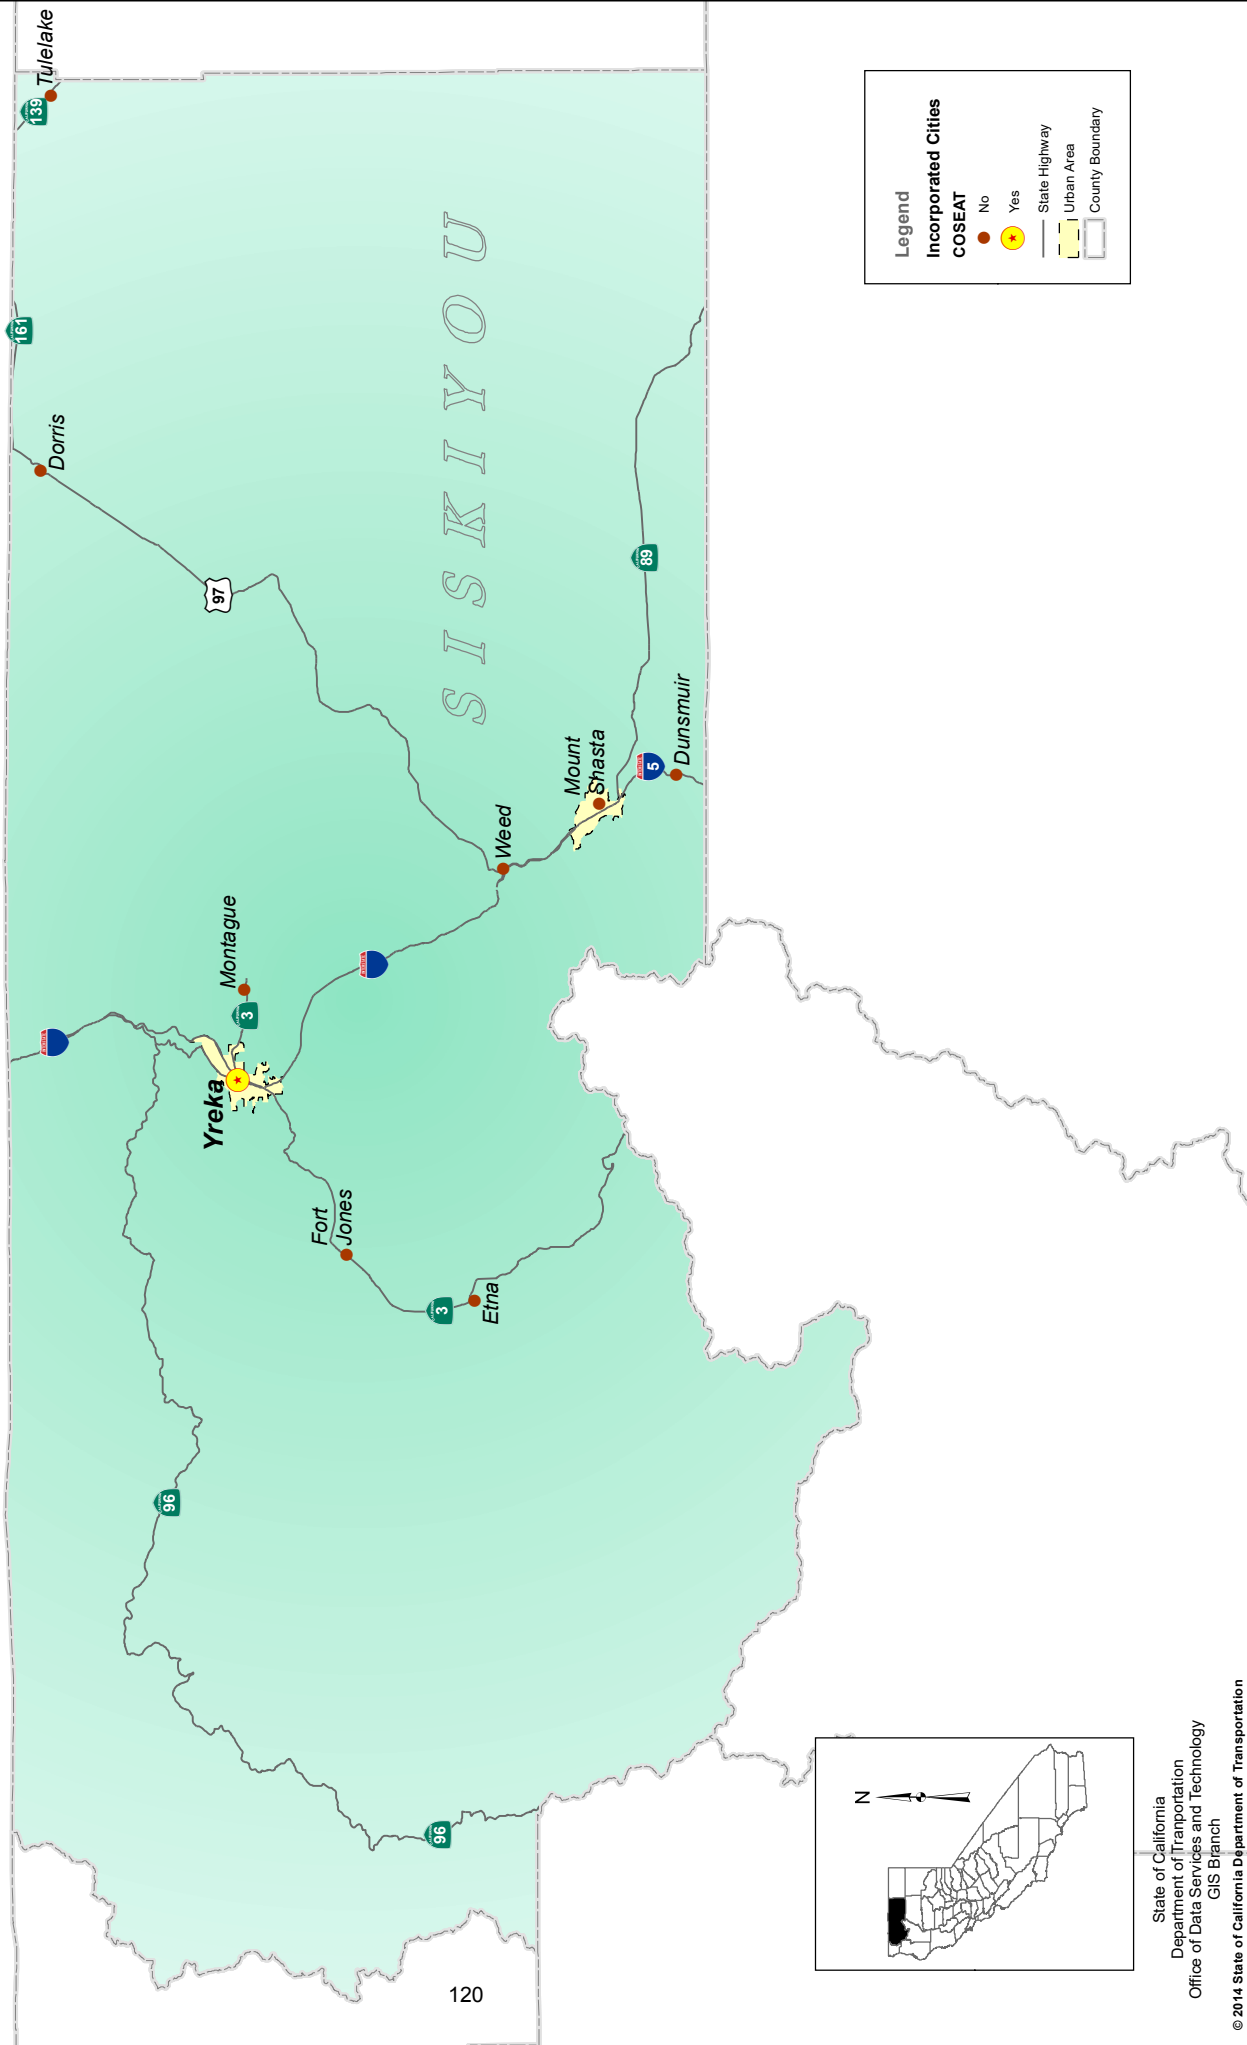 139
Tulelake
161
Dorris
97
SISKIYOU
89
Mount
Shasta
5
Dunsmuir
Weed
Montague
3
Yreka
Fort
Jones
3
Etna
96
96
Legend
Incorporated Cities
COSEAT
No
Yes
State Highway
Urban Area
County Boundary
N
State of California
Department of Tranportation
Office of Data Services and Technology
GIS Branch
© 2014 State of California Department of Transportation
120